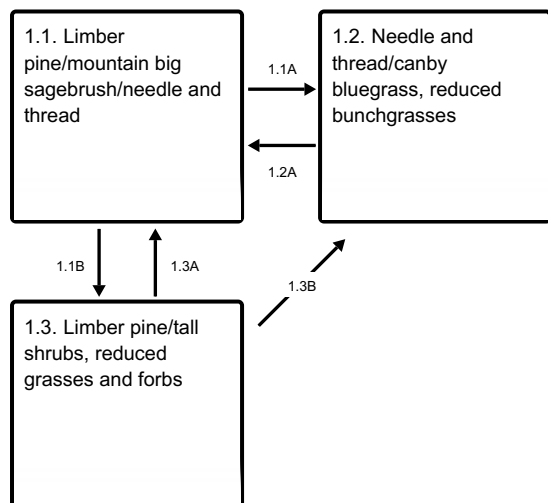 1.1. Limber
pine/mountain big
sagebrush/needle and
thread
1.1A
1.2. Needle and
thread/canby
bluegrass, reduced
bunchgrasses
1.2A
1.1B
1.3A
1.3B
1.3. Limber pine/tall
shrubs, reduced
grasses and forbs